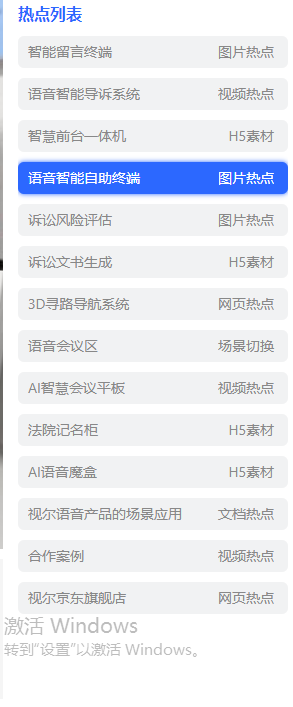 热点列表
智能留言终端 图片热点
语音智能导诉系统 视频热点
智慧前台一体机 H5素材
语音智能自助终端 图片热点
诉讼风险评估 图片热点
诉讼文书生成 H5素材
3D寻路导航系统 网页热点
语音会议区 场景切换
AI智慧会议平板 视频热点
法院记名柜 H5素材
AI语音魔盒 H5素材
视尔语音产品的场景应用 文档热点
合作案例 视频热点
视尔京东旗舰店 网页热点
激活 Windows
转到“设置”以激活 Windows。